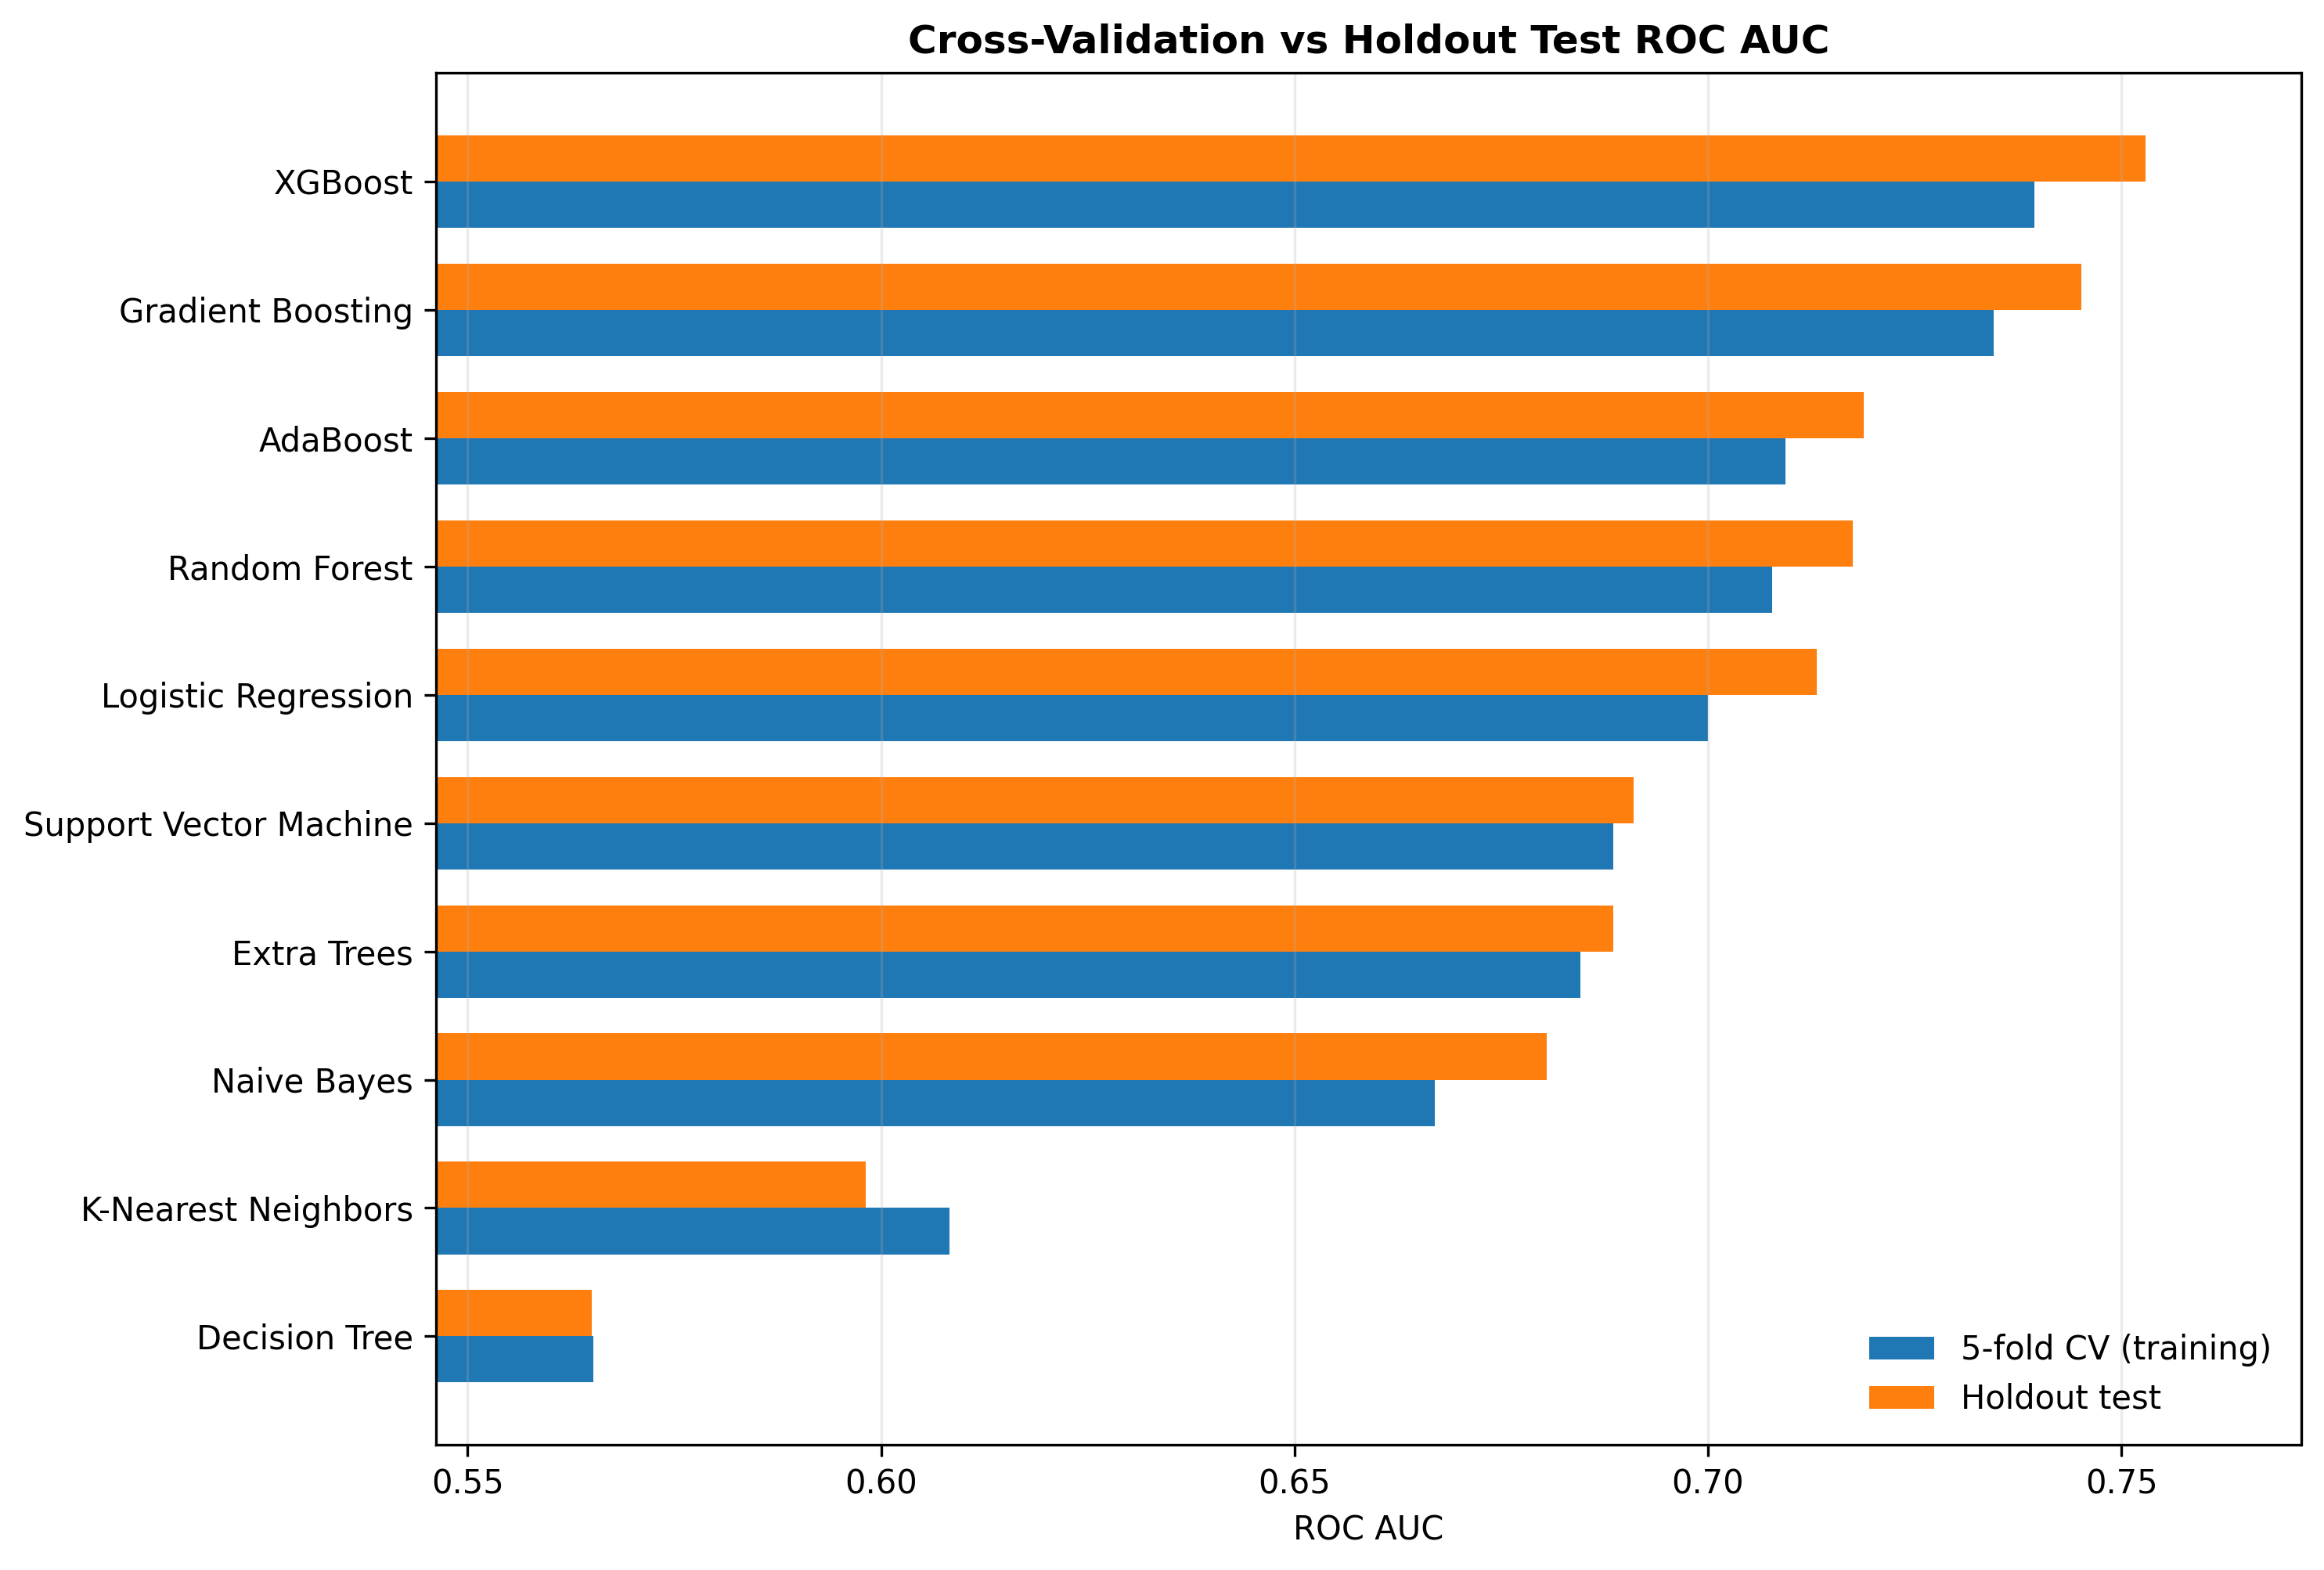 Cross-Validation vs Holdout Test ROC AUC
XGBoost
Gradient Boosting
AdaBoost
Random Forest
Logistic Regression
Support Vector Machine
Extra Trees
Naive Bayes
K-Nearest Neighbors
Decision Tree
5-fold CV (training)
Holdout test
0.55 0.60 0.65 0.70 0.75
ROC AUC